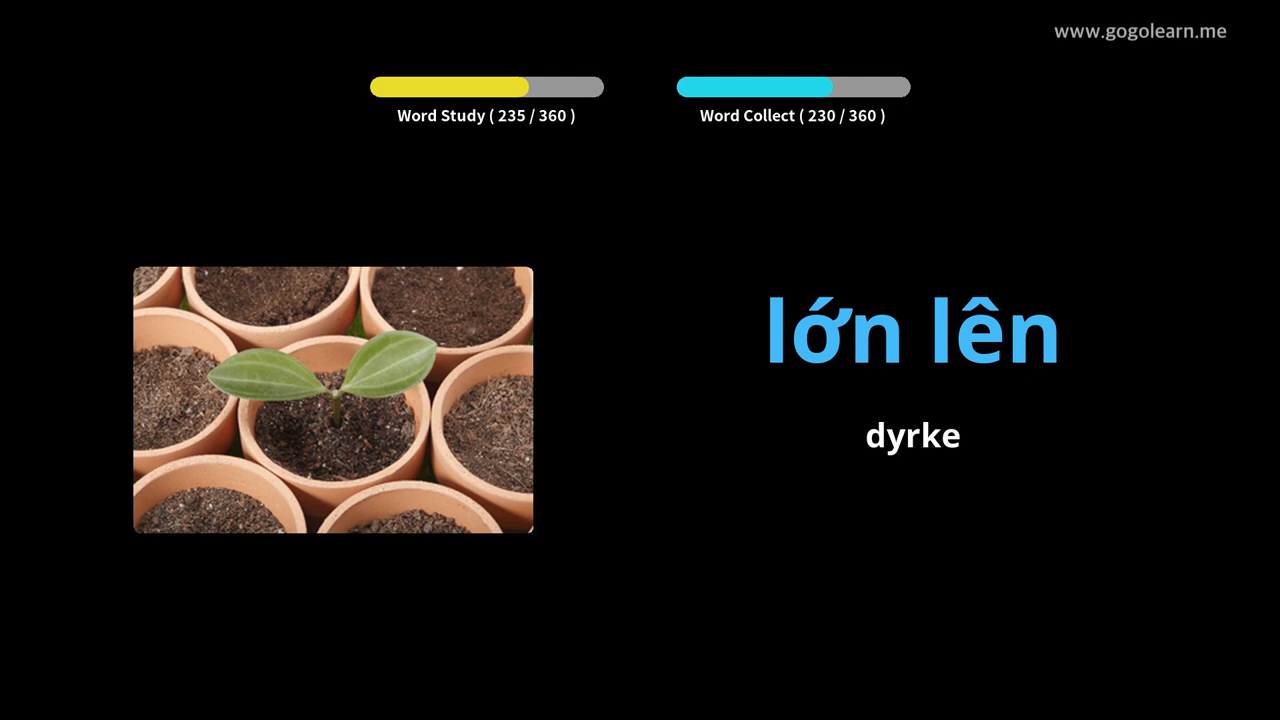 www.gogolearn.me
Word Study ( 235 / 360 )
Word Collect ( 230 / 360 )
lớn lên
dyrke